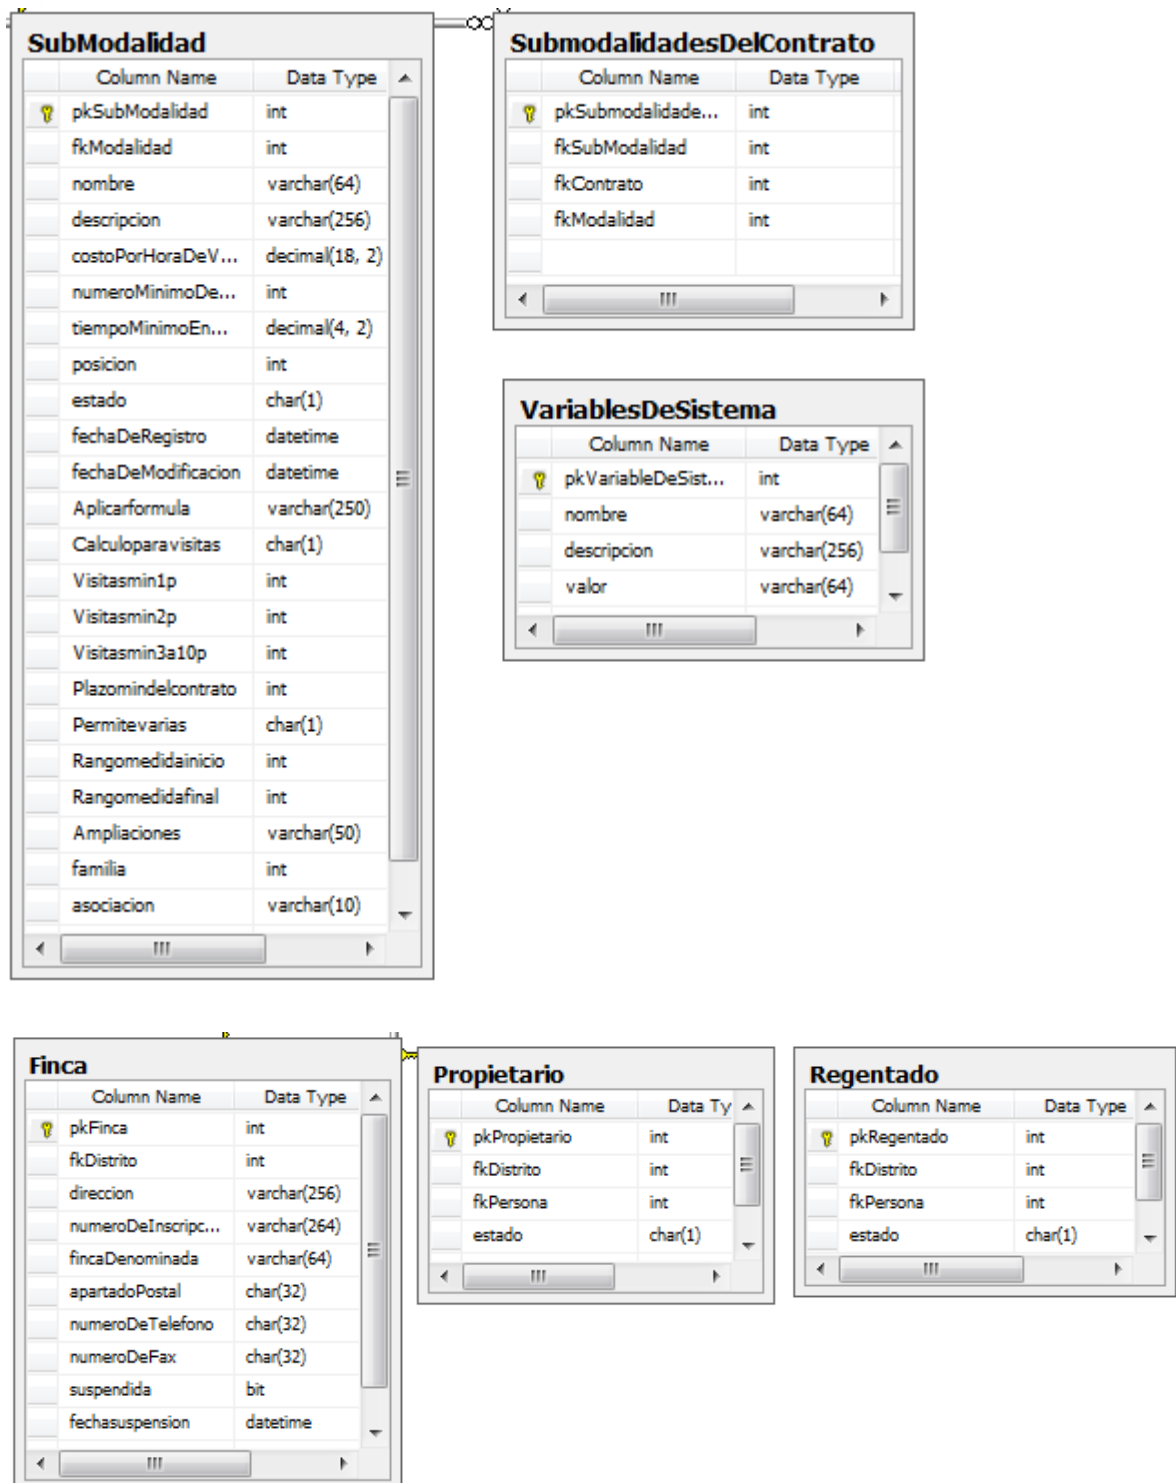 SubModalidad
Column Name Data Type
pkSubModalidad int
fkModalidad int
nombre varchar(64)
descripcion varchar(256)
costoPorHoraDeV... decimal(18, 2)
numeroMinimoDe... int
tiempoMinimoEn... decimal(4, 2)
posicion int
estado char(1)
fechaDeRegistro datetime
fechaDeModificacion datetime
Aplicarformula varchar(250)
Calculoparavisitas char(1)
Visitasmin1p int
Visitasmin2p int
Visitasmin3a10p int
Plazomindelcontrato int
Permitevarias char(1)
Rangomedidainicio int
Rangomedidafinal int
Ampliaciones varchar(50)
familia int
asociacion varchar(10)
SubmodalidadesDelContrato
Column Name Data Type
pkSubmodalidade... int
fkSubModalidad int
fkContrato int
fkModalidad int
VariablesDeSistema
Column Name Data Type
pkVariableDeSist... int
nombre varchar(64)
descripcion varchar(256)
valor varchar(64)
Finca
Column Name Data Type
pkFinca int
fkDistrito int
direccion varchar(256)
numeroDeInscripc... varchar(264)
fincaDenominada varchar(64)
apartadoPostal char(32)
numeroDeTelefono char(32)
numeroDeFax char(32)
suspendida bit
fechasuspension datetime
Propietario
Column Name Data Ty
pkPropietario int
fkDistrito int
fkPersona int
estado char(1)
Regentado
Column Name Data Type
pkRegentado int
fkDistrito int
fkPersona int
estado char(1)